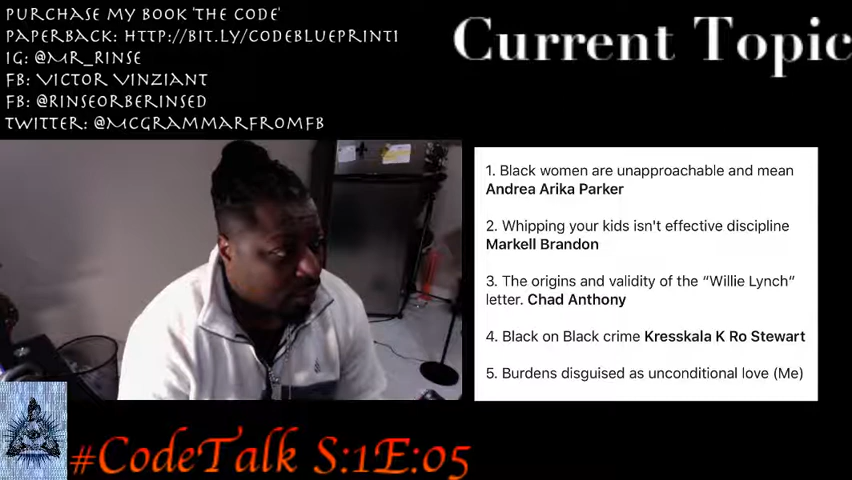 PURCHASE MY BOOK 'THE CODE'
PAPERBACK: HTTP://BIT.LY/CODEBLUEPRINT1
IG: @MR_RINSE
FB: VICTOR VINZIANT
FB: @RINSEORBERINSED
TWITTER: @MCGRAMMARFROMFB
Current Topic
1. Black women are unapproachable and mean
Andrea Arika Parker
2. Whipping your kids isn't effective discipline
Markell Brandon
3. The origins and validity of the “Willie Lynch”
letter. Chad Anthony
4. Black on Black crime Kresskala K Ro Stewart
5. Burdens disguised as unconditional love (Me)
#CodeTalk S:1E:05